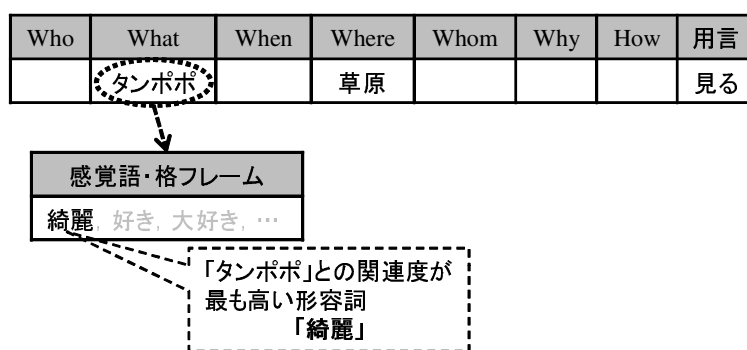 Who What When Where Whom Why How 用言
タンポポ 草原 見る
感覚語・格フレーム
綺麗, 好き, 大好き, …
「タンポポ」との関連度が
最も高い形容詞
「綺麗」